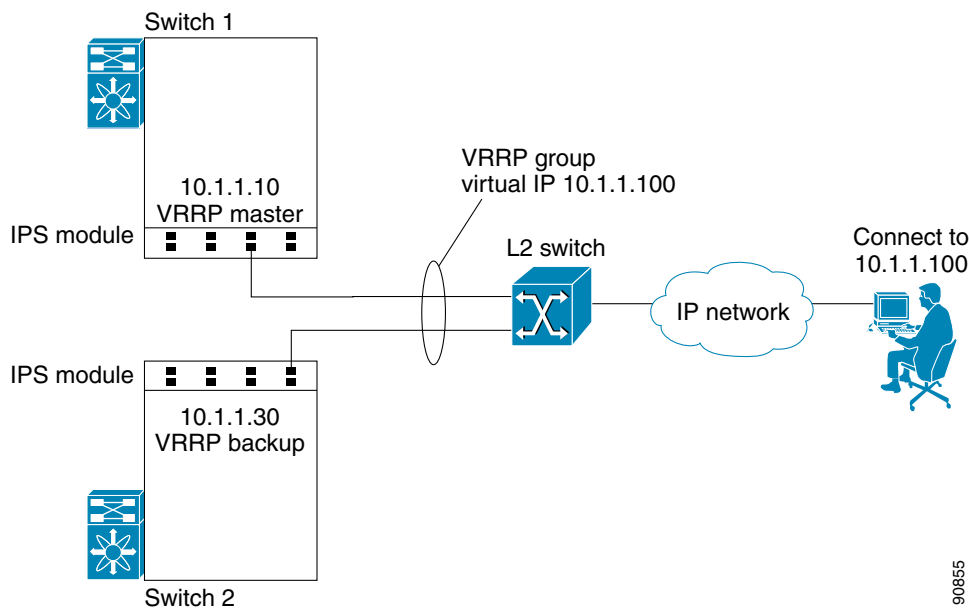 Switch 1
10.1.1.10
VRRP master
IPS module
VRRP group
virtual IP 10.1.1.100
L2 switch
IP network
Connect to
10.1.1.100
IPS module
10.1.1.30
VRRP backup
Switch 2
90855